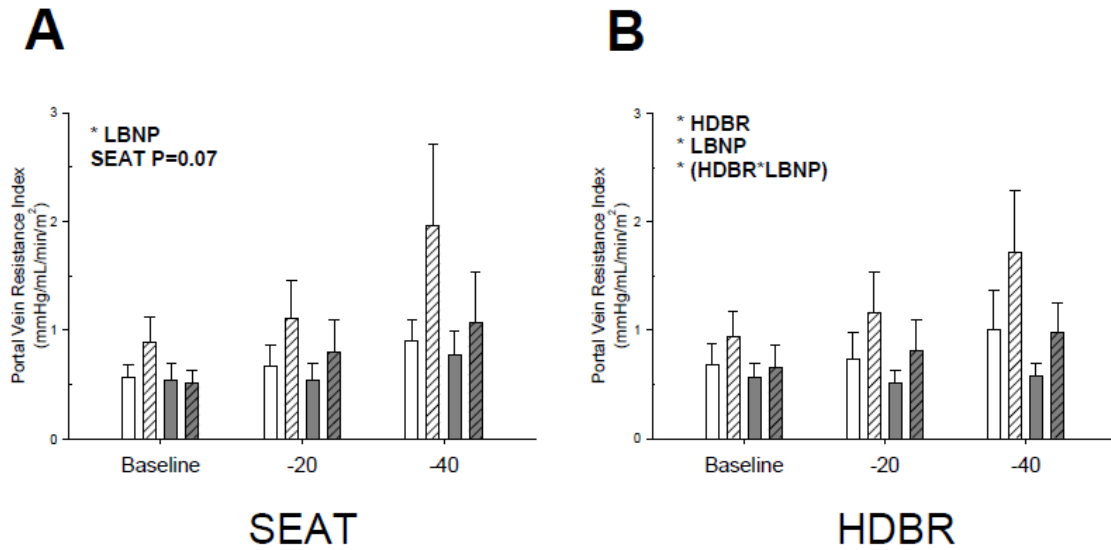 A
Portal Vein Resistance Index
(mmHg/mL/min/m²)
3
2
1
0
* LBNP
SEAT P=0.07
Baseline
-20
-40
SEAT
B
Portal Vein Resistance Index
(mmHg/mL/min/m²)
3
2
1
0
* HDBR
* LBNP
* (HDBR*LBNP)
Baseline
-20
-40
HDBR